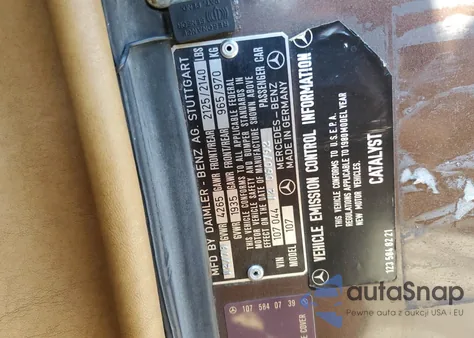 MFD BY DAIMLER - BENZ AG. STUTTGART
GAWR FRONT/REAR 2125/2140 LBS
GVWR 4265 GAWR FRONT/REAR 965/970 KG
GVWR 1935
THIS VEHICLE CONFORMS TO ALL APPLICABLE FEDERAL
MOTOR VEHICLE SAFETY AND BUMPER STANDARDS IN
EFFECT ON THE DATE OF MANUFACTURE SHOWN ABOVE
PASSENGER CAR
VIN 107 044
MERCEDES-BENZ
MODEL 107
MADE IN GERMANY
VEHICLE EMISSION CONTROL INFORMATION
THIS VEHICLE CONFORMS TO U.S.E.P.A.
REGULATIONS APPLICABLE TO 1980 MODEL YEAR
NEW MOTOR VEHICLES.
CATALYST
123 584 02 21
107 584 07 39
COVER
autoSnap
Pewne auta z aukcji USA i EU